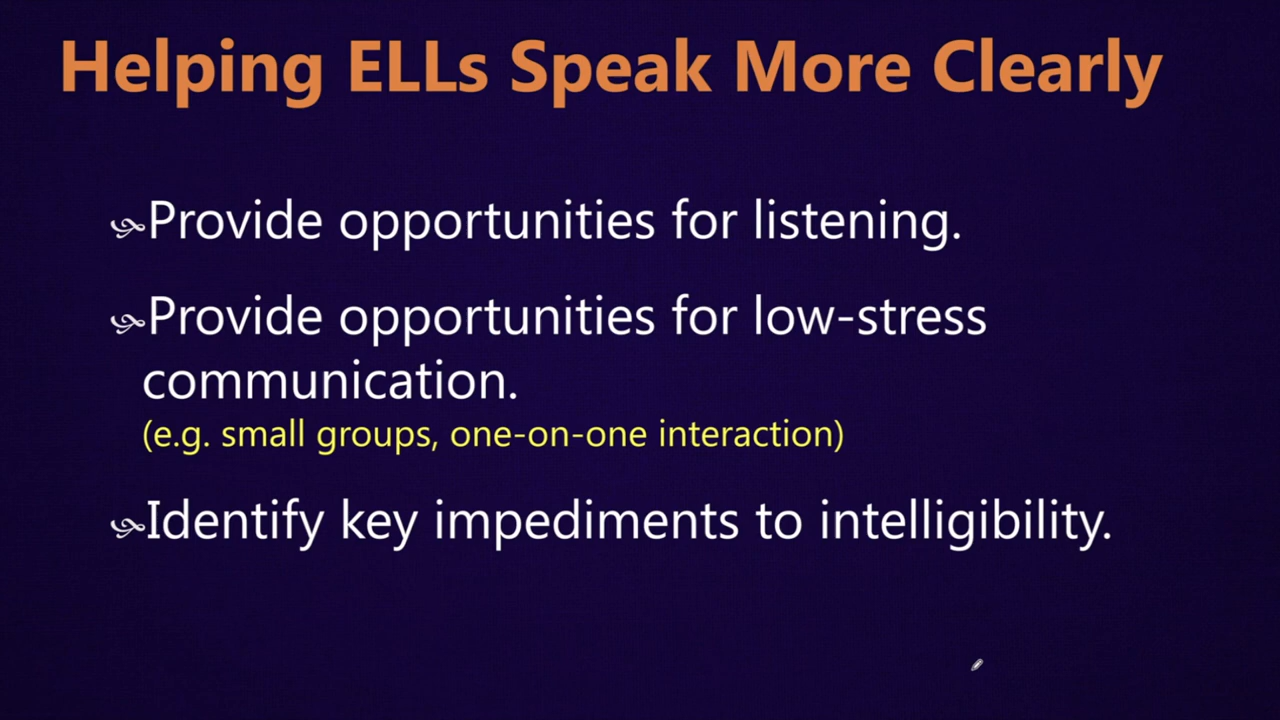 Helping ELLs Speak More Clearly
Provide opportunities for listening.
Provide opportunities for low-stress
communication.
(e.g. small groups, one-on-one interaction)
Identify key impediments to intelligibility.